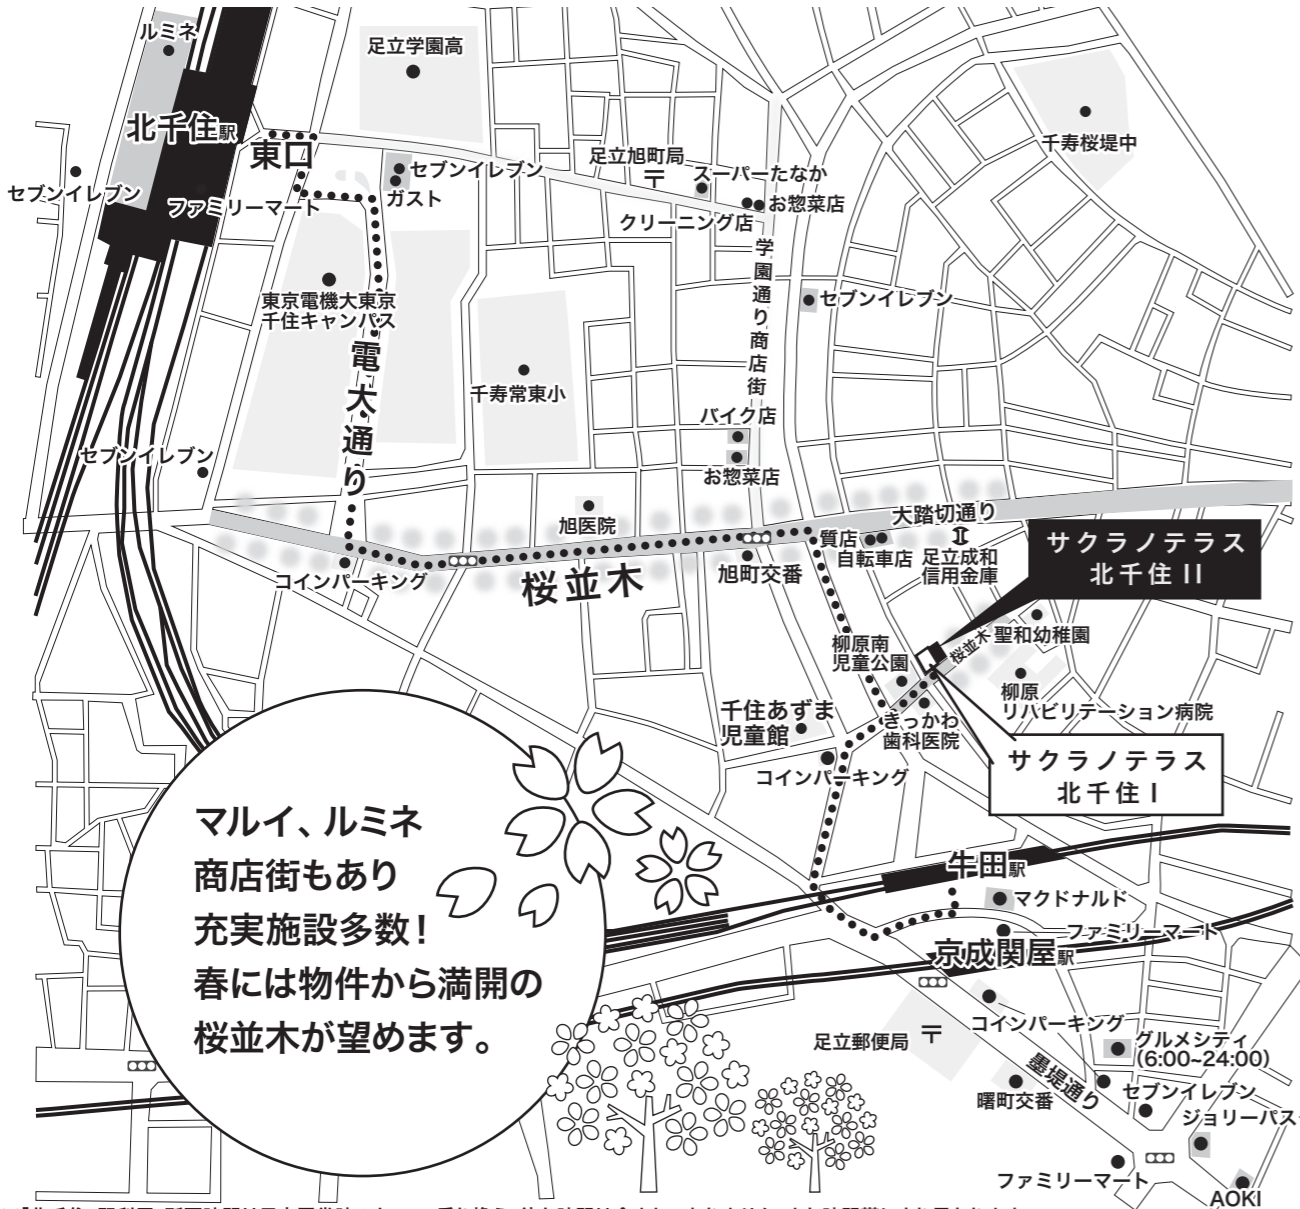 ルミネ
足立学園高
北千住駅
東口
千寿桜堤中
セブンイレブン
ファミリーマート
セブンイレブン
ガスト
足立旭町局
〒
スーパーたなか
お惣菜店
クリーニング店
学園通り商店街
セブンイレブン
東京電機大東京
千住キャンパス
電大通り
千寿常東小
バイク店
お惣菜店
セブンイレブン
旭医院
大踏切通り
質店
自転車店
足立成和
信用金庫
サクラノテラス
北千住 II
コインパーキング
桜並木
旭町交番
桜並木
聖和幼稚園
柳原南
児童公園
柳原
リハビリテーション病院
千住あずま
児童館
きっかわ
歯科医院
コインパーキング
サクラノテラス
北千住 I
マルイ、ルミネ
商店街もあり
充実施設多数!
春には物件から満開の
桜並木が望めます。
牛田駅
マクドナルド
ファミリーマート
京成関屋駅
コインパーキング
足立郵便局
〒
グルメシティ
(6:00~24:00)
墨堤通り
曙町交番
セブンイレブン
ジョリーパス
ファミリーマート
AOKI